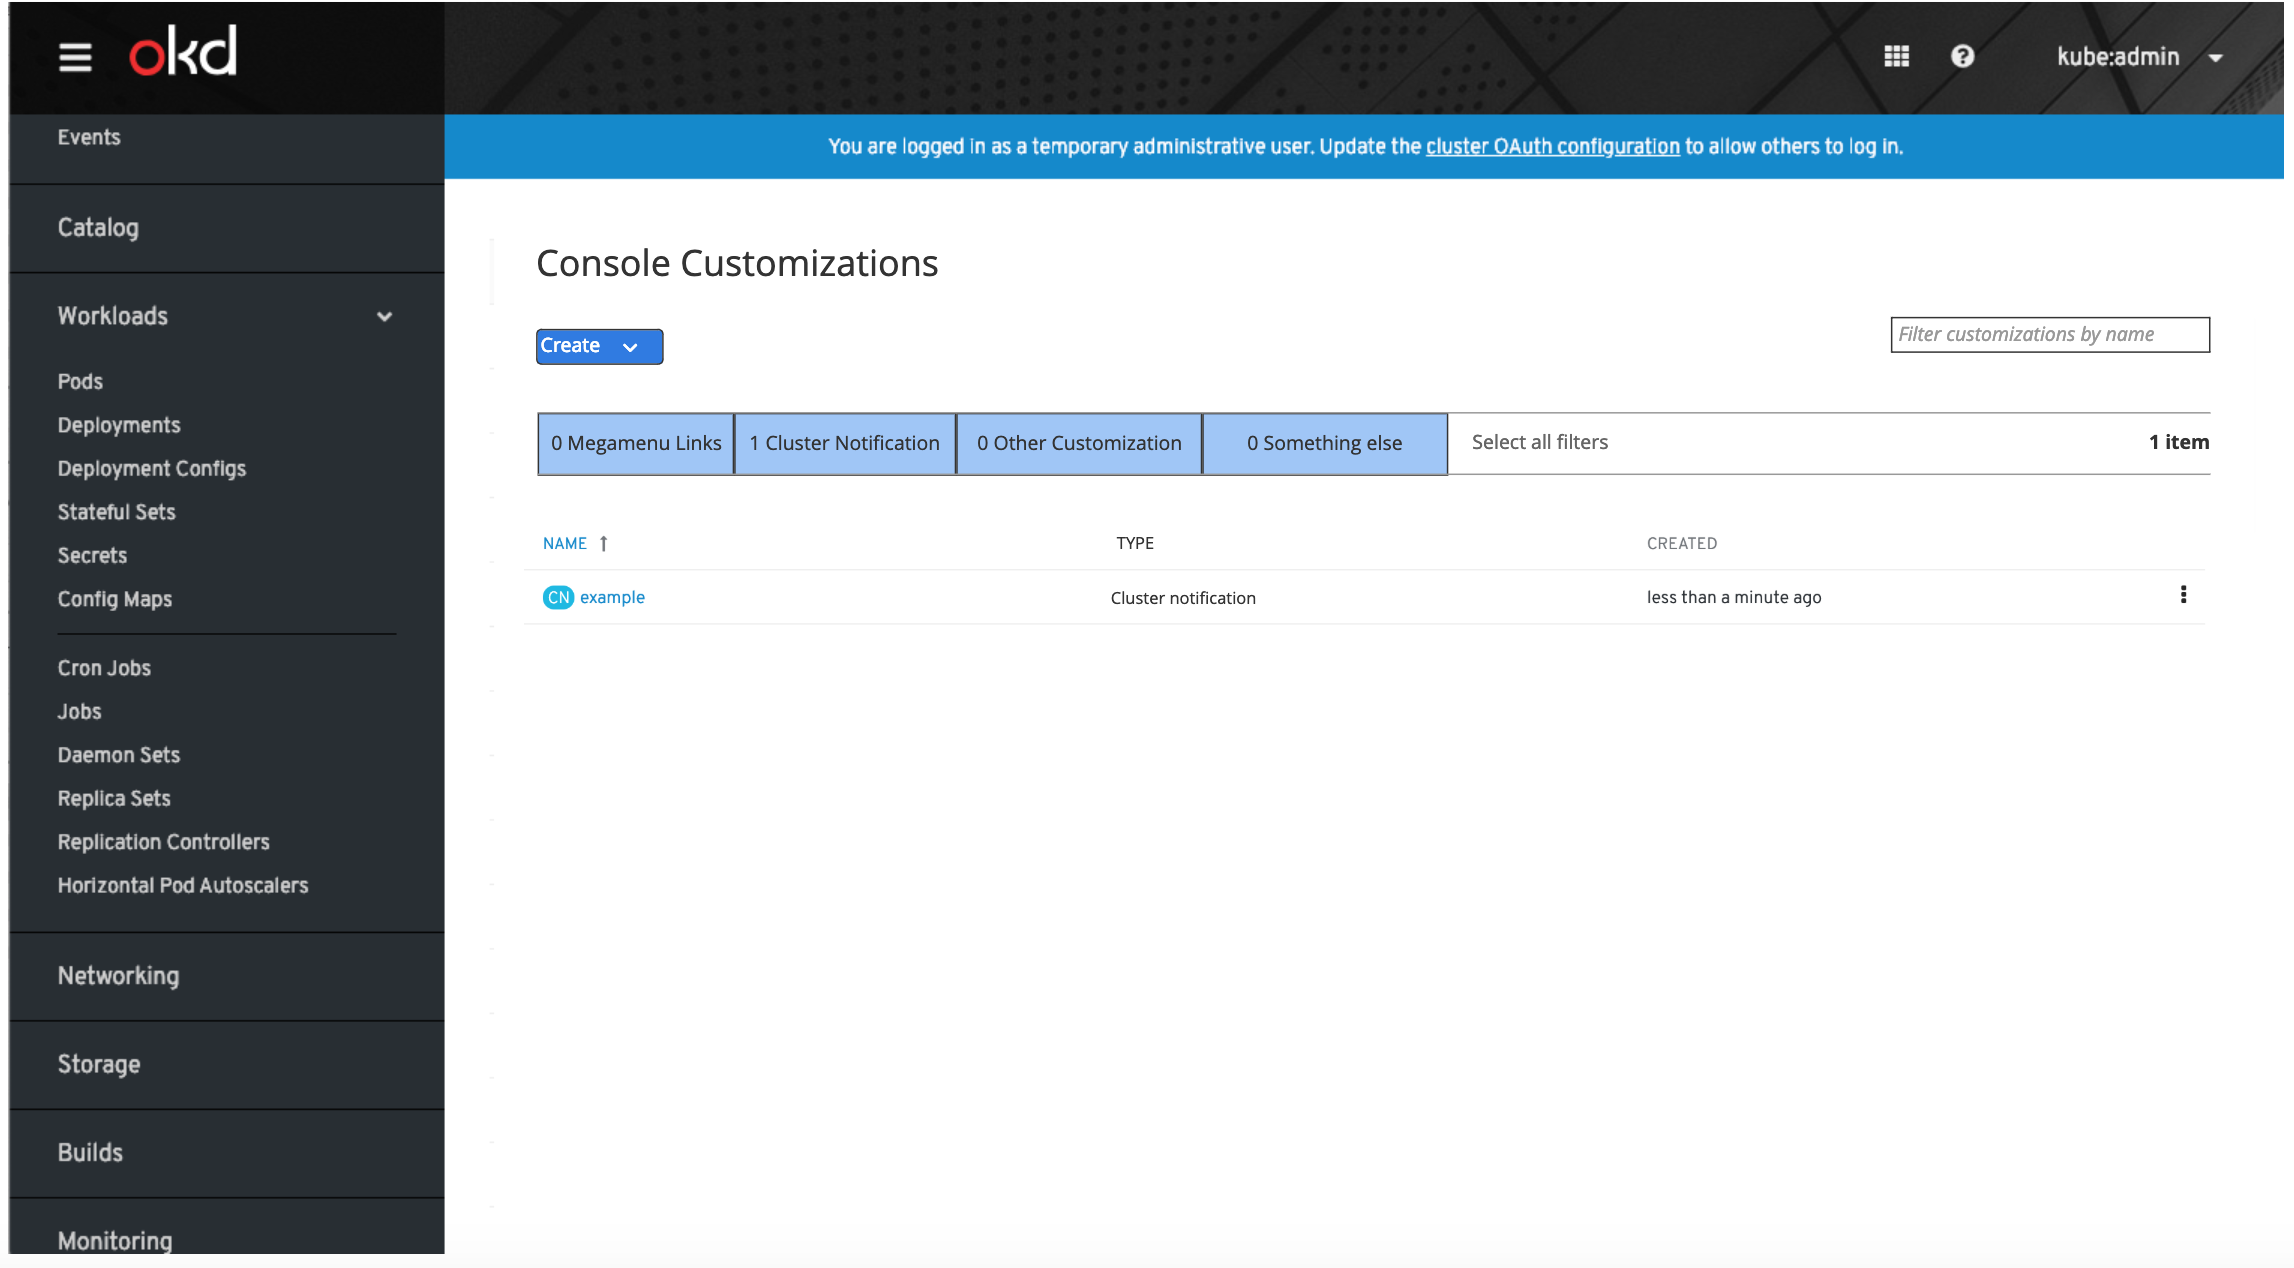 okd
kube:admin
You are logged in as a temporary administrative user. Update the cluster OAuth configuration to allow others to log in.
Events
Catalog
Workloads
Pods
Deployments
Deployment Configs
Stateful Sets
Secrets
Config Maps
Cron Jobs
Jobs
Daemon Sets
Replica Sets
Replication Controllers
Horizontal Pod Autoscalers
Networking
Storage
Builds
Monitoring
Console Customizations
Create
Filter customizations by name
0 Megamenu Links 1 Cluster Notification 0 Other Customization 0 Something else Select all filters 1 item
NAME ↑ TYPE CREATED
CN example Cluster notification less than a minute ago